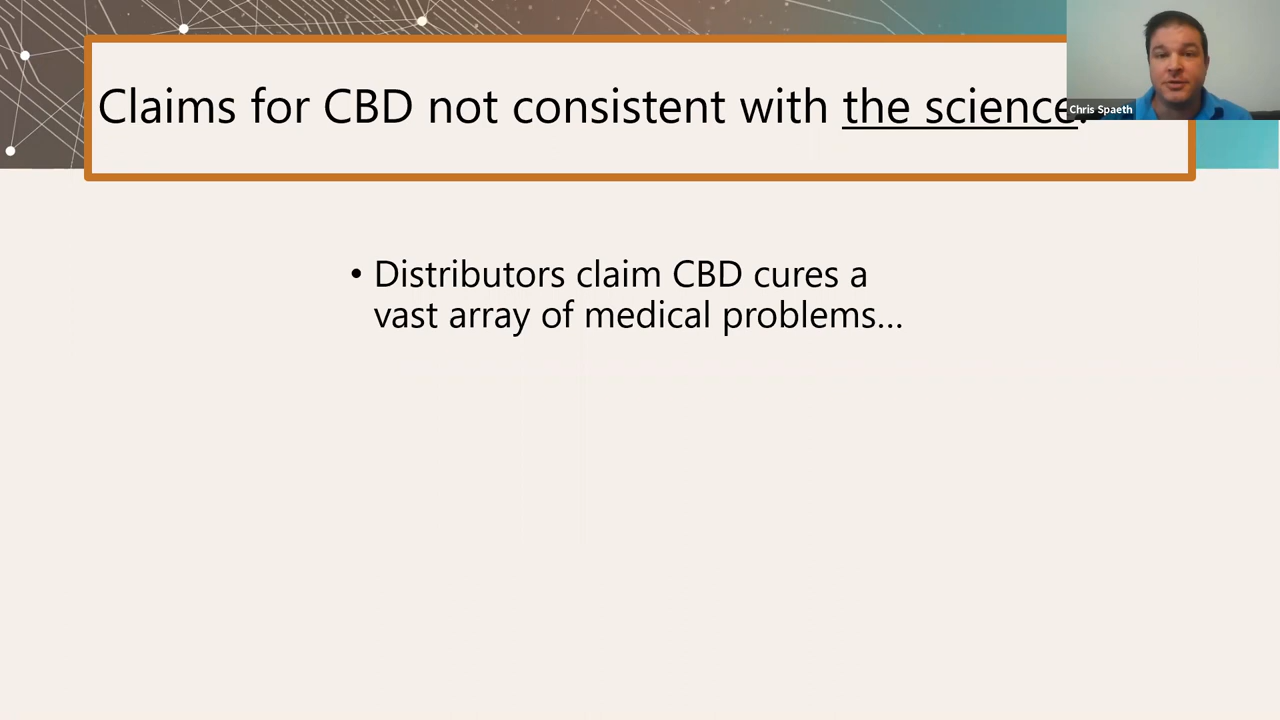 Claims for CBD not consistent with the science.
Chris Spaeth
• Distributors claim CBD cures a
vast array of medical problems...